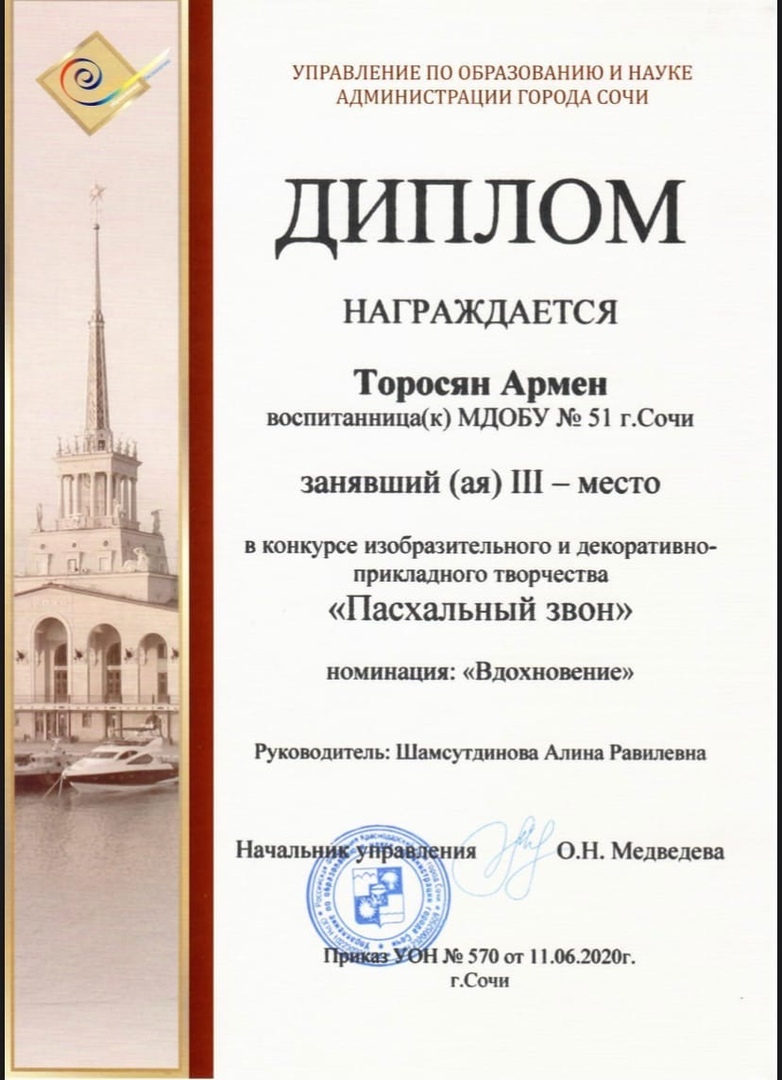 УПРАВЛЕНИЕ ПО ОБРАЗОВАНИЮ И НАУКЕ
АДМИНИСТРАЦИИ ГОРОДА СОЧИ
ДИПЛОМ
НАГРАЖДАЕТСЯ
Торосян Армен
воспитанница(к) МДОБУ № 51 г.Сочи
занявший (ая) III – место
в конкурсе изобразительного и декоративно-
прикладного творчества
«Пасхальный звон»
номинация: «Вдохновение»
Руководитель: Шамсутдинова Алина Равилевна
Начальник управления О.Н. Медведева
Приказ УОН № 570 от 11.06.2020г.
г.Сочи